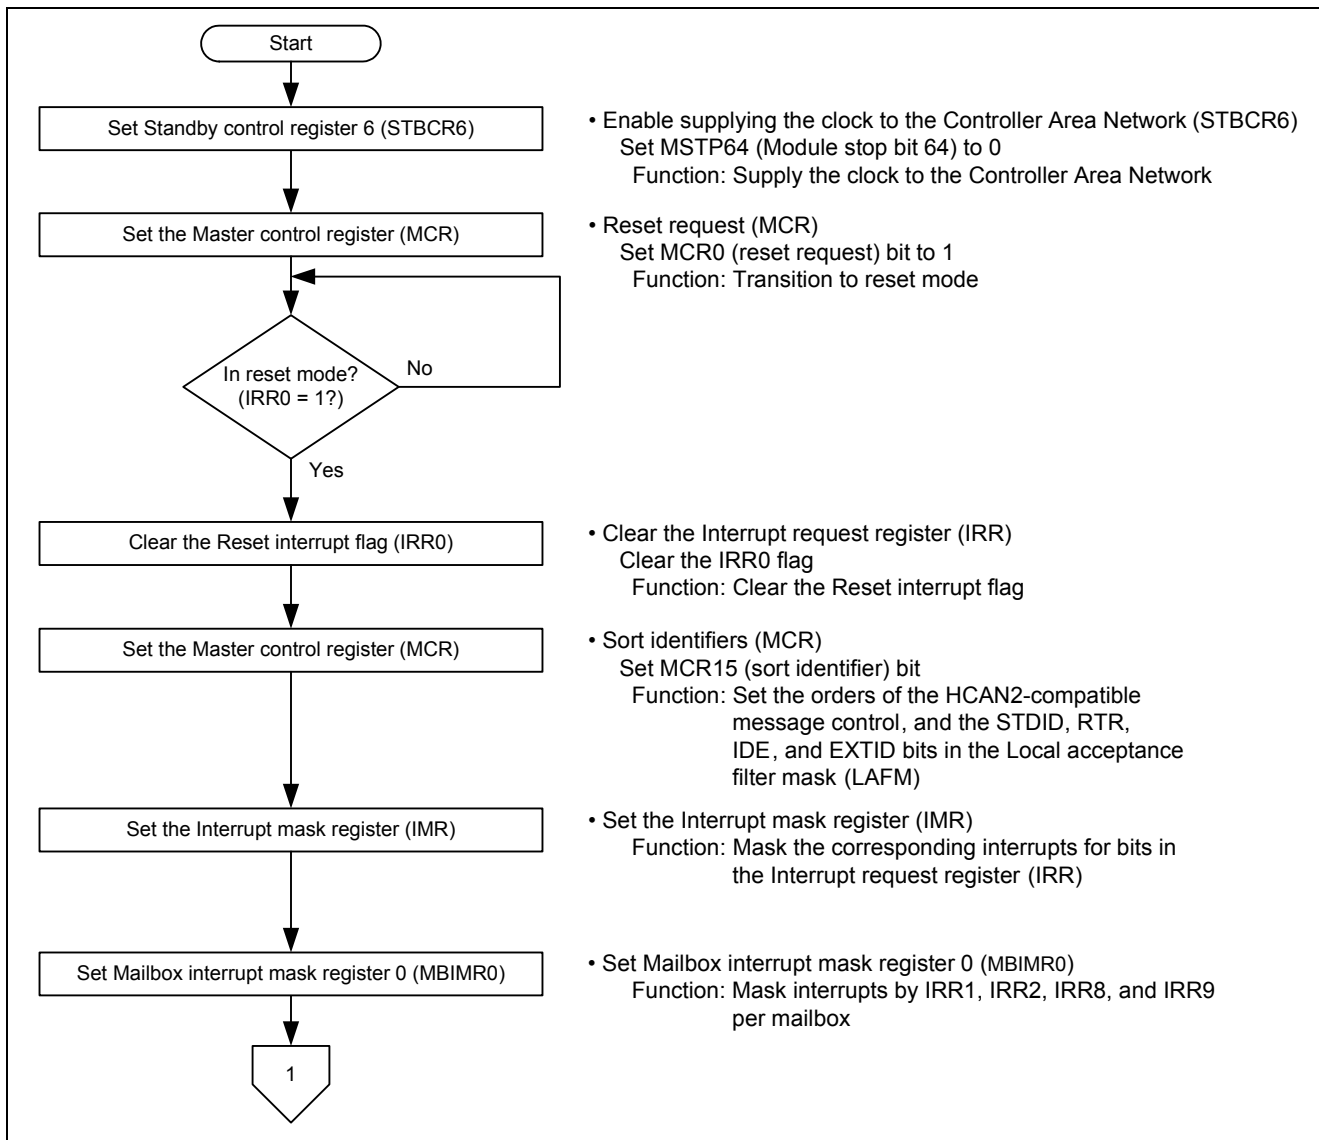 Start
Set Standby control register 6 (STBCR6)
• Enable supplying the clock to the Controller Area Network (STBCR6)
Set MSTP64 (Module stop bit 64) to 0
Function: Supply the clock to the Controller Area Network
Set the Master control register (MCR)
• Reset request (MCR)
Set MCR0 (reset request) bit to 1
Function: Transition to reset mode
In reset mode?
(IRR0 = 1?)
No
Yes
Clear the Reset interrupt flag (IRR0)
• Clear the Interrupt request register (IRR)
Clear the IRR0 flag
Function: Clear the Reset interrupt flag
Set the Master control register (MCR)
• Sort identifiers (MCR)
Set MCR15 (sort identifier) bit
Function: Set the orders of the HCAN2-compatible
message control, and the STDID, RTR,
IDE, and EXTID bits in the Local acceptance
filter mask (LAFM)
Set the Interrupt mask register (IMR)
• Set the Interrupt mask register (IMR)
Function: Mask the corresponding interrupts for bits in
the Interrupt request register (IRR)
Set Mailbox interrupt mask register 0 (MBIMR0)
• Set Mailbox interrupt mask register 0 (MBIMR0)
Function: Mask interrupts by IRR1, IRR2, IRR8, and IRR9
per mailbox
1